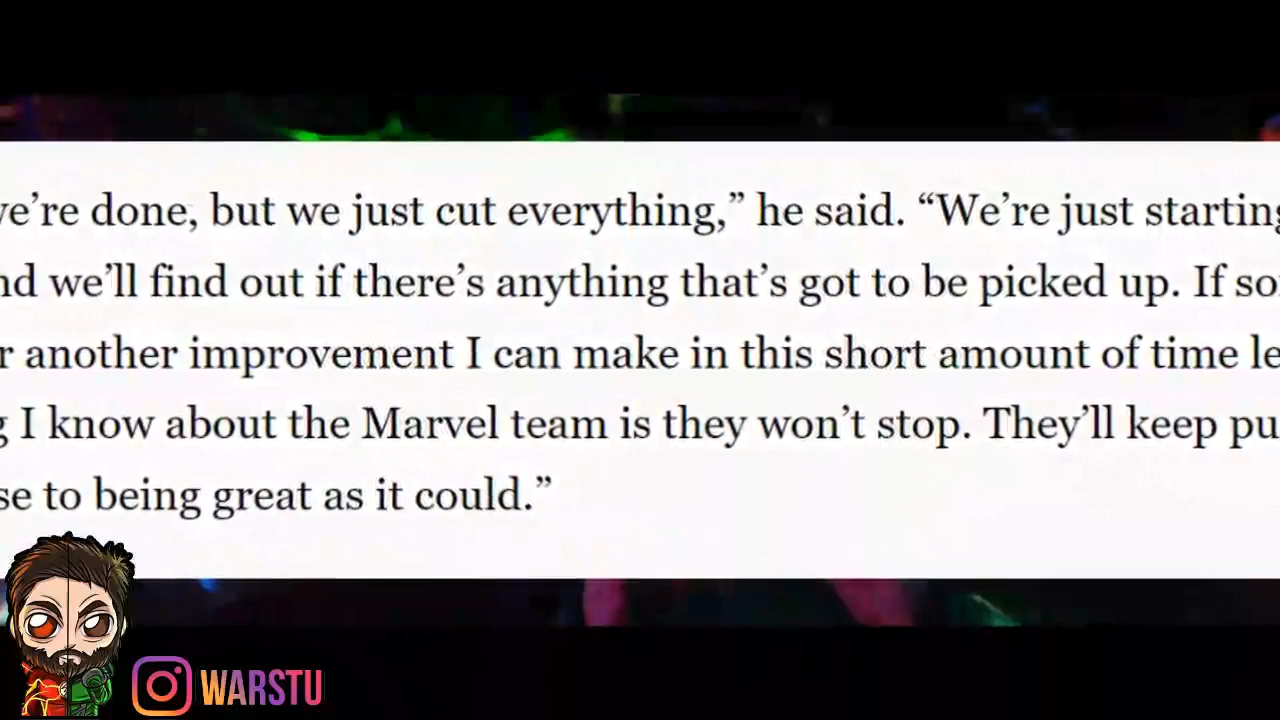 we're done, but we just cut everything,” he said. “We're just starting
nd we'll find out if there's anything that's got to be picked up. If so
r another improvement I can make in this short amount of time le
g I know about the Marvel team is they won't stop. They'll keep pu
se to being great as it could.”
WARSTU